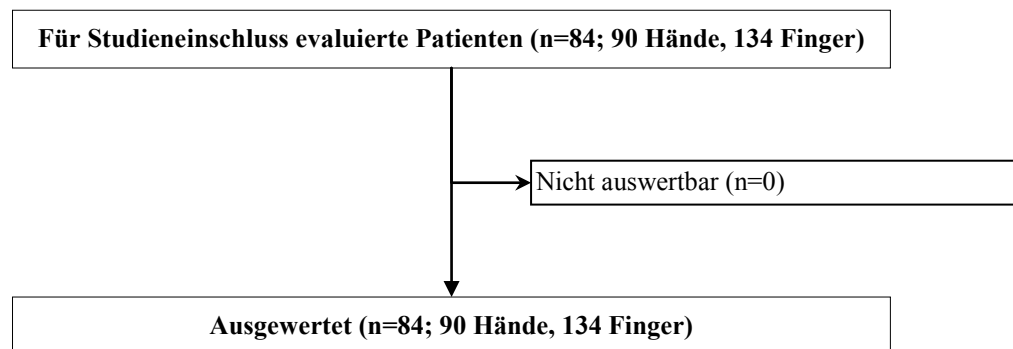 Für Studieneinschluss evaluierte Patienten (n=84; 90 Hände, 134 Finger)
Nicht auswertbar (n=0)
Ausgewertet (n=84; 90 Hände, 134 Finger)